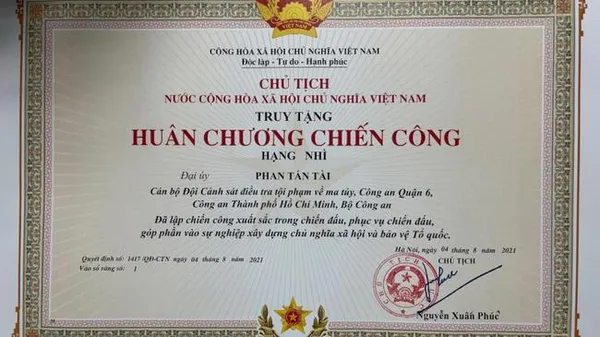 VIỆT NAM
CỘNG HÒA XÃ HỘI CHỦ NGHĨA VIỆT NAM
Độc lập - Tự do - Hạnh phúc
CHỦ TỊCH
NƯỚC CỘNG HÒA XÃ HỘI CHỦ NGHĨA VIỆT NAM
TRUY TẶNG
HUÂN CHƯƠNG CHIẾN CÔNG
HẠNG NHÌ
Đại úy PHAN TẤN TÀI
Cán bộ Đội Cảnh sát điều tra tội phạm về ma túy, Công an Quận 6,
Công an Thành phố Hồ Chí Minh, Bộ Công an
Đã lập chiến công xuất sắc trong chiến đấu, phục vụ chiến đấu,
góp phần vào sự nghiệp xây dựng chủ nghĩa xã hội và bảo vệ Tổ quốc.
Quyết định số: 1417 /QĐ-CTN ngày 04 tháng 8 năm 2021
Vào sổ vàng số: 1
Hà Nội, ngày 04 tháng 8 năm 2021
CHỦ TỊCH
Nguyễn Xuân Phúc